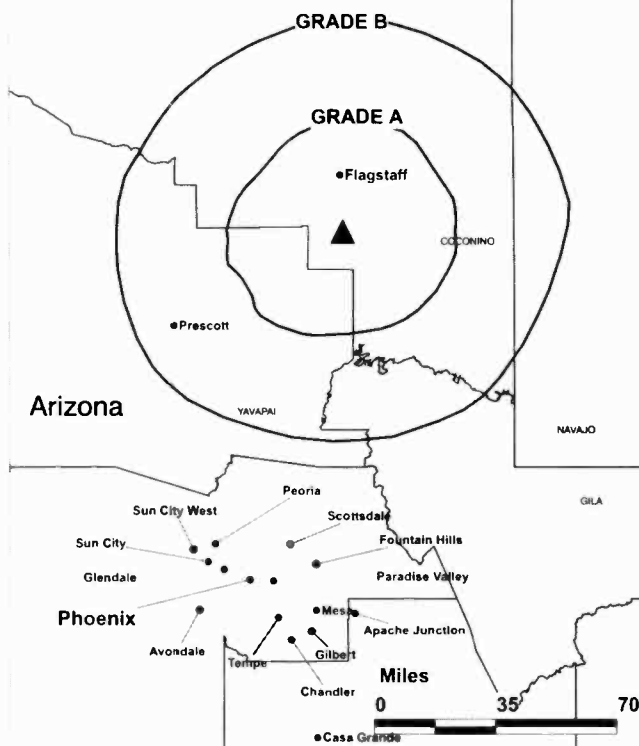 GRADE B
GRADE A
Flagstaff
COCONINO
Prescott
Arizona
YAVAPAI
NAVAJO
Peoria
GILA
Sun City West
Scottsdale
Sun City
Fountain Hills
Glendale
Paradise Valley
Phoenix
Mesa
Apache Junction
Avondale
Tempe
Gilbert
Miles
Chandler
0 35 70
Casa Grande